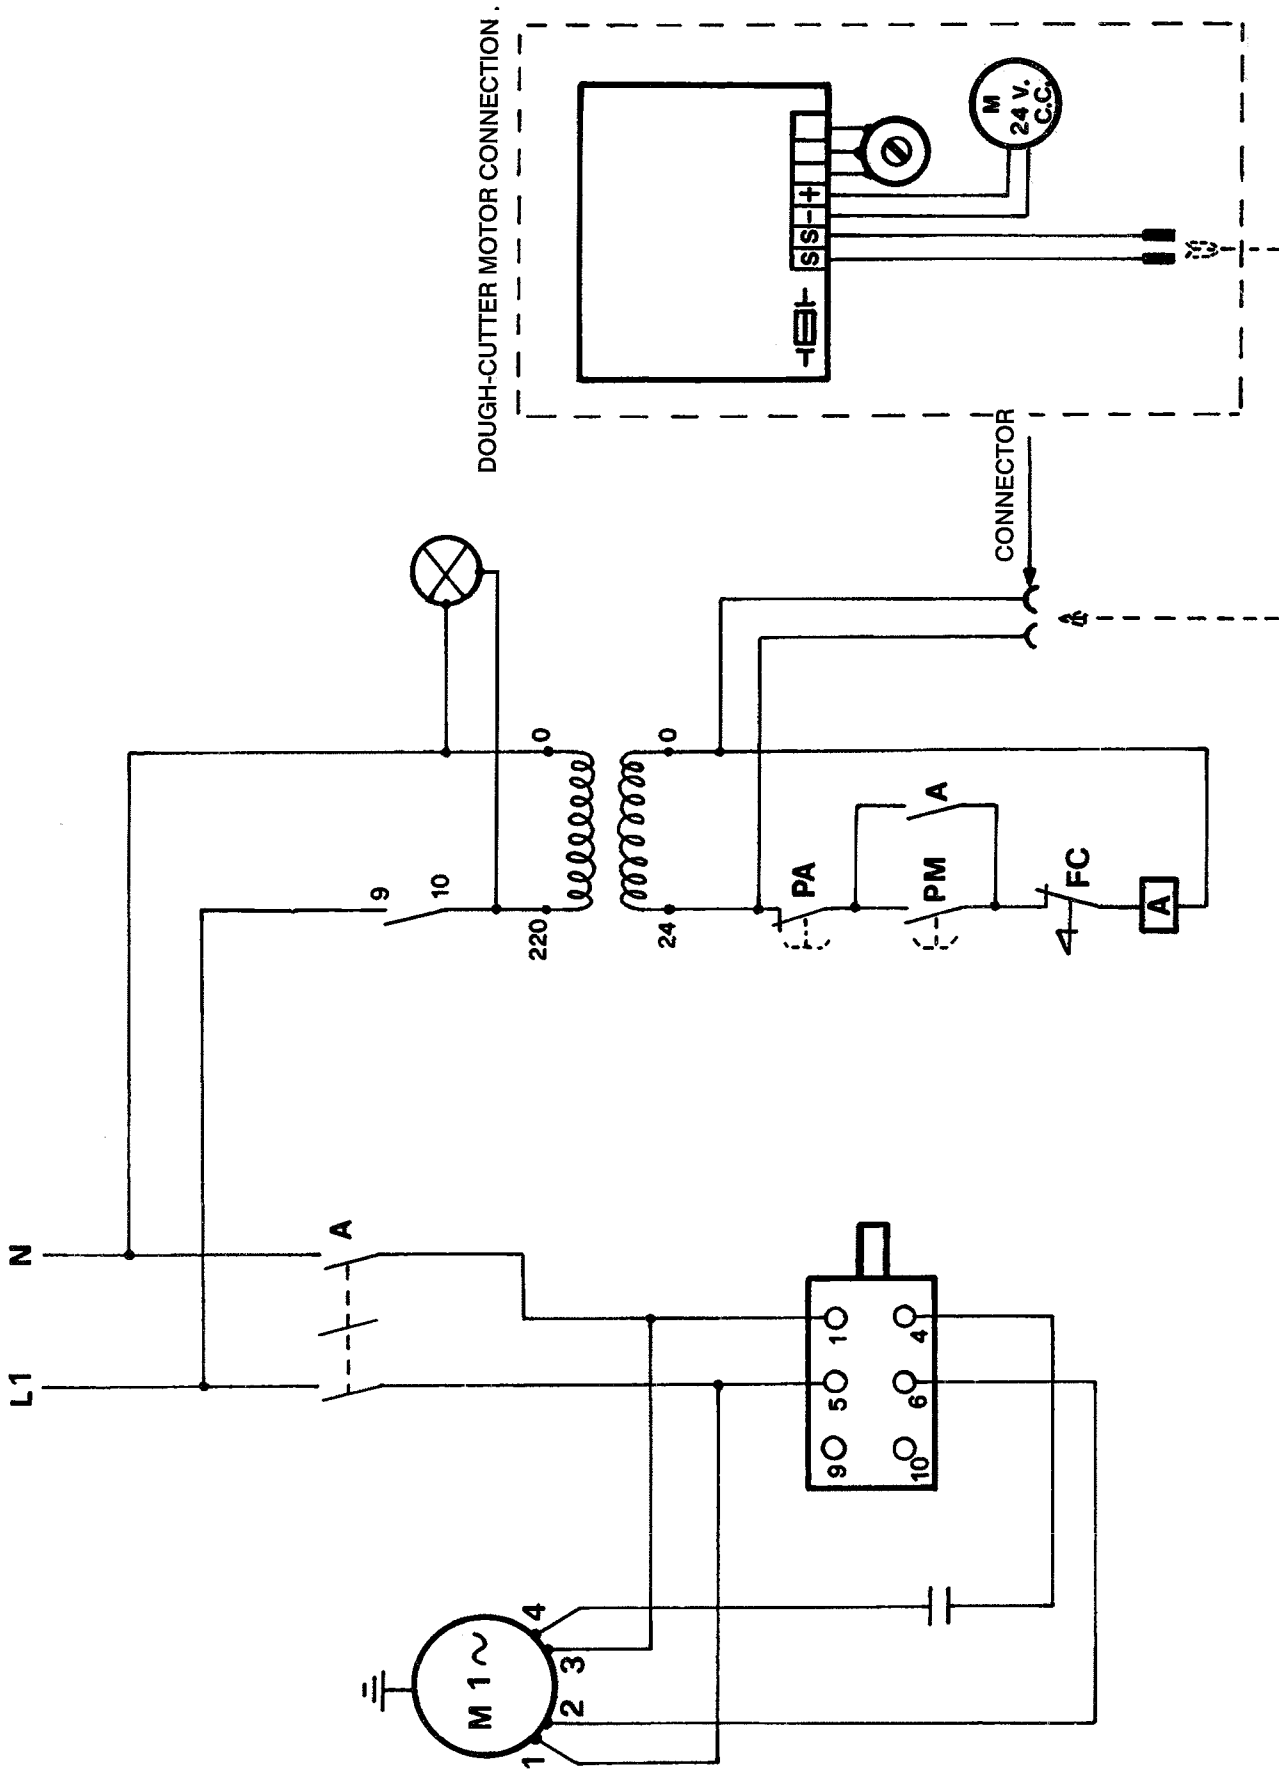 DOUGH-CUTTER MOTOR CONNECTION.
M
24 V.
C.C.
S S - +
CONNECTOR
L1
N
A
9
10
220
0
24
0
PA
PM
A
FC
A
M 1~
1
2
3
4
9 5 1
10 6 4